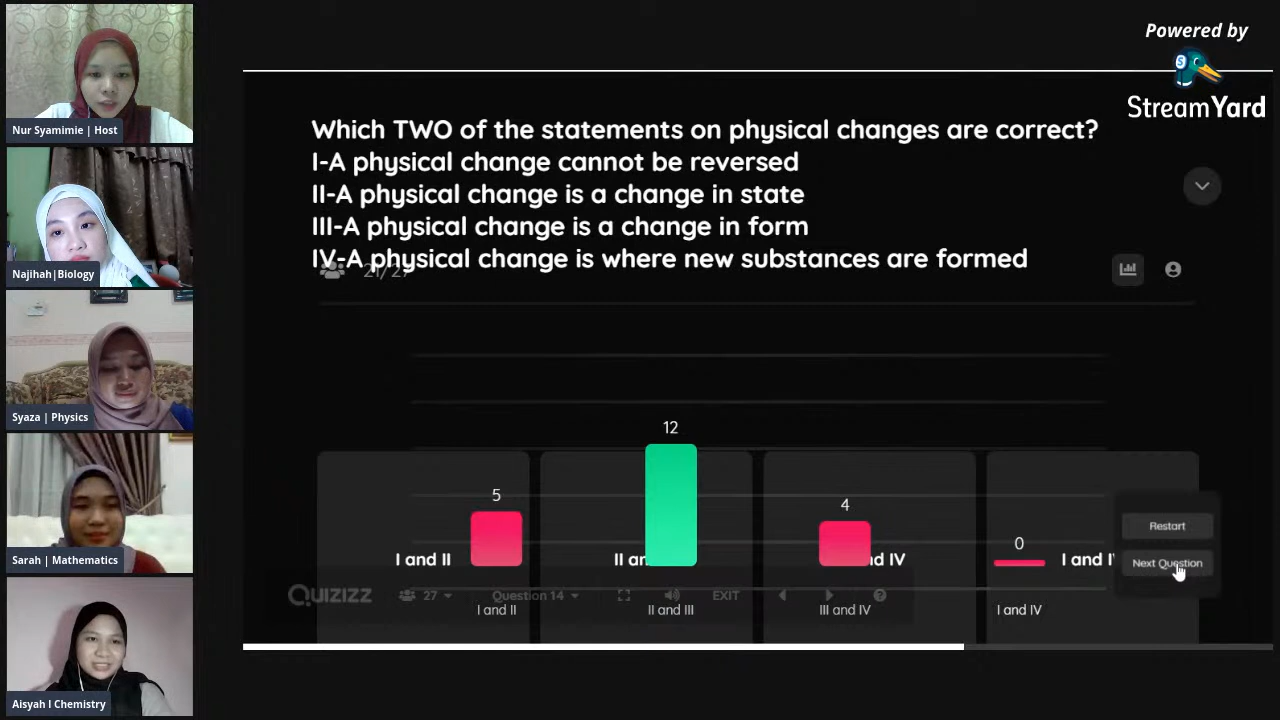 Powered by
StreamYard
Nur Syamimie | Host
Najihah|Biology
Syaza | Physics
Sarah | Mathematics
Aisyah l Chemistry
Which TWO of the statements on physical changes are correct?
I-A physical change cannot be reversed
II-A physical change is a change in state
III-A physical change is a change in form
IV-A physical change is where new substances are formed
12
5
4
0
I and II
II and IV
I and
Restart
Next Question
QUIZIZZ
27
Question 14
EXIT
I and II
II and III
III and IV
I and IV